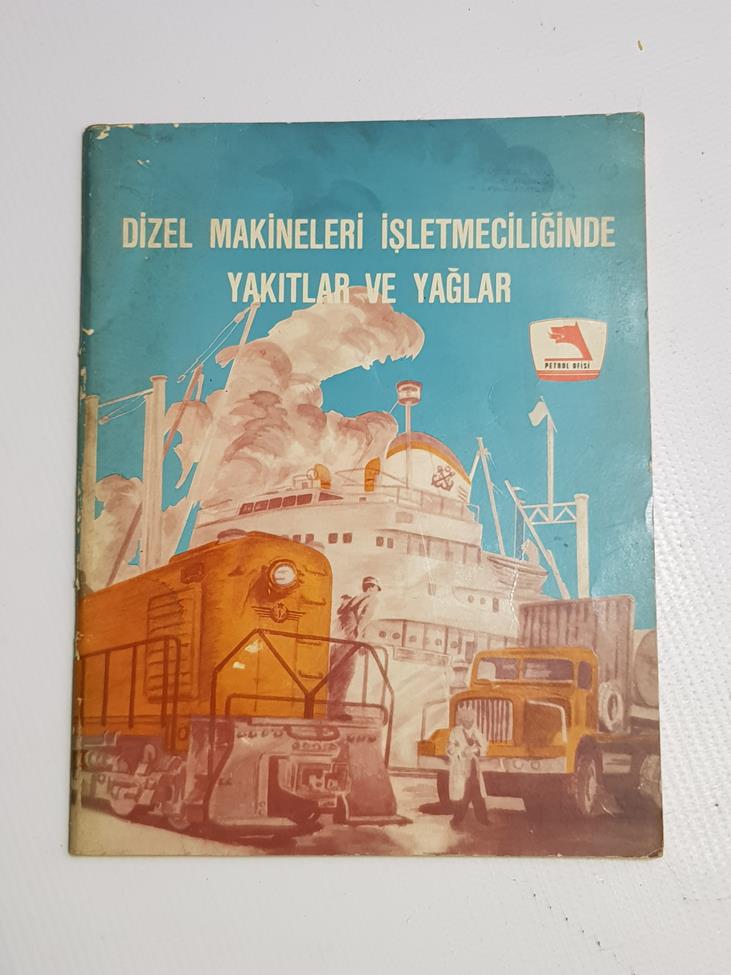 DİZEL MAKİNELERİ İŞLETMECİLİĞİNDE
YAKITLAR VE YAĞLAR
PETROL OFİSİ